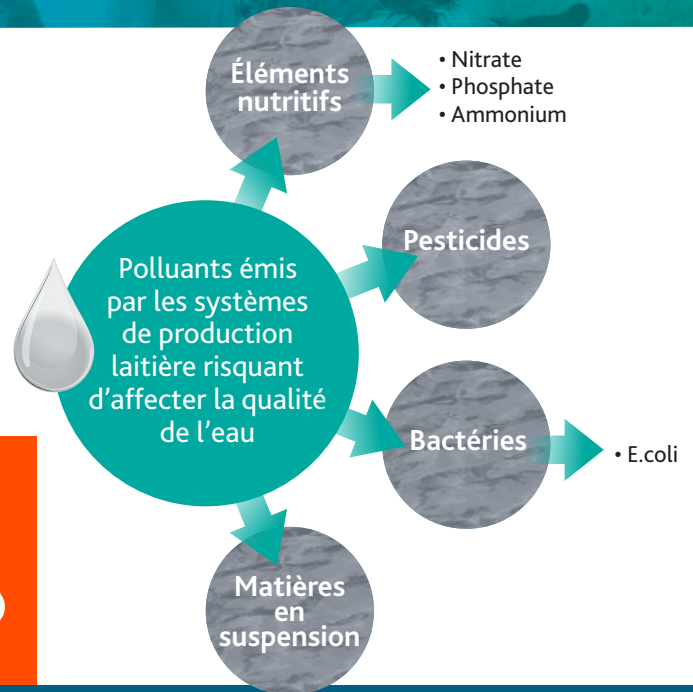 Éléments
nutritifs
• Nitrate
• Phosphate
• Ammonium
Pesticides
Polluants émis
par les systèmes
de production
laitière risquant
d'affecter la qualité
de l'eau
Bactéries
• E.coli
Matières
en
suspension